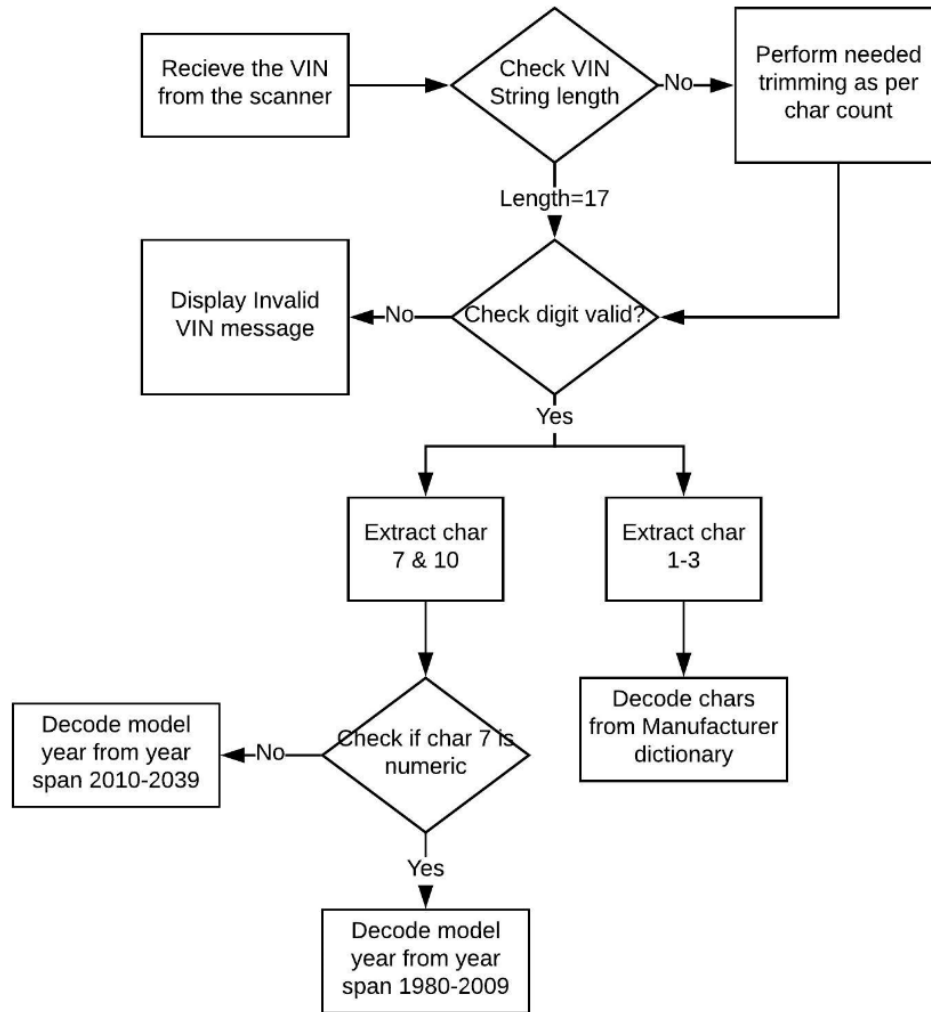 Recieve the VIN
from the scanner
Check VIN
String length
No
Perform needed
trimming as per
char count
Length=17
Display Invalid
VIN message
No
Check digit valid?
Yes
Extract char
7 & 10
Extract char
1-3
Decode model
year from year
span 2010-2039
No
Check if char 7 is
numeric
Decode chars
from Manufacturer
dictionary
Yes
Decode model
year from year
span 1980-2009